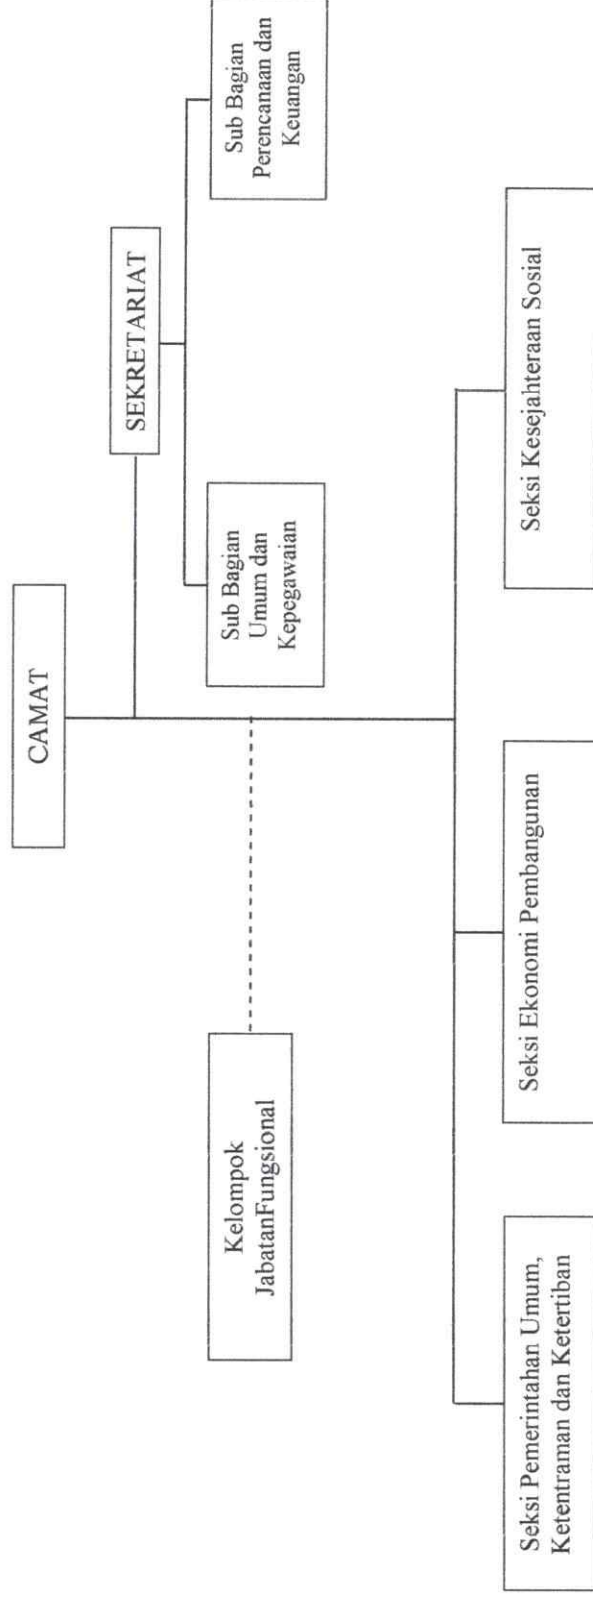 CAMAT
SEKRETARIAT
Sub Bagian
Umum dan
Kepegawaian
Sub Bagian
Perencanaan dan
Keuangan
Kelompok
JabatanFungsional
Seksi Pemerintahan Umum,
Ketentraman dan Ketertiban
Seksi Ekonomi Pembangunan
Seksi Kesejahteraan Sosial